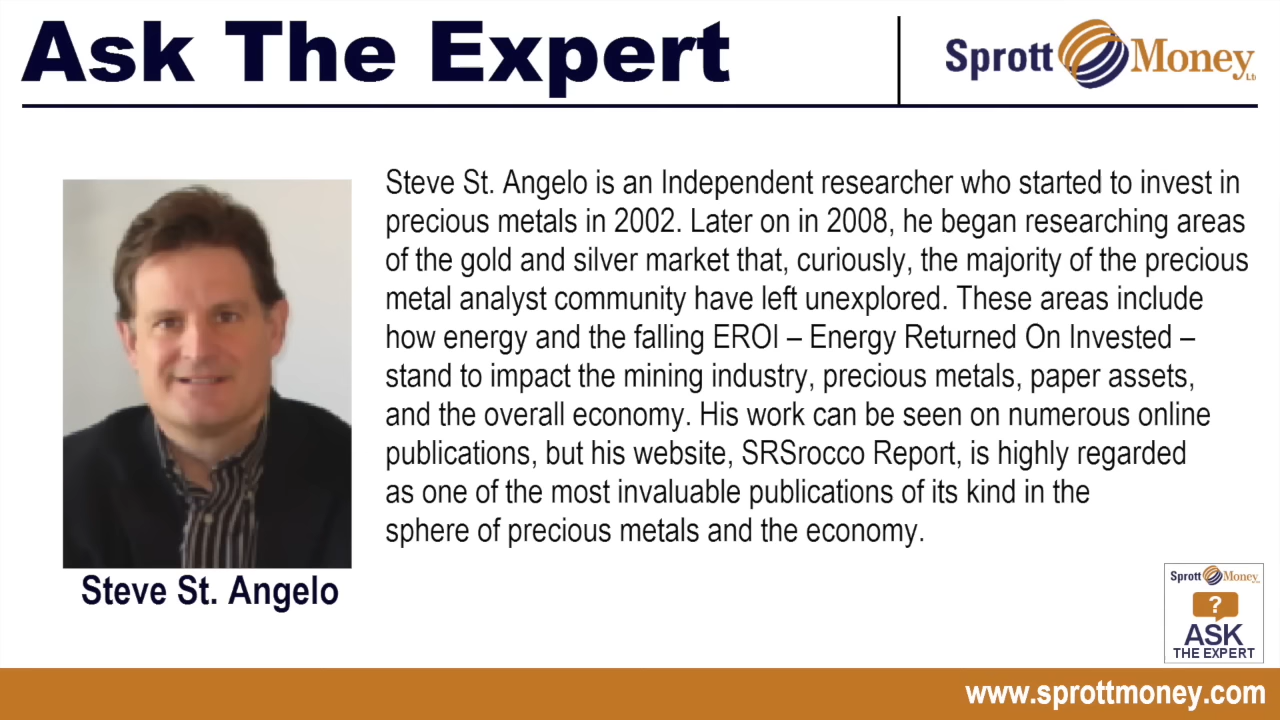 Ask The Expert
Sprott Money Ltd
Steve St. Angelo is an Independent researcher who started to invest in
precious metals in 2002. Later on in 2008, he began researching areas
of the gold and silver market that, curiously, the majority of the precious
metal analyst community have left unexplored. These areas include
how energy and the falling EROI – Energy Returned On Invested –
stand to impact the mining industry, precious metals, paper assets,
and the overall economy. His work can be seen on numerous online
publications, but his website, SRSrocco Report, is highly regarded
as one of the most invaluable publications of its kind in the
sphere of precious metals and the economy.
Steve St. Angelo
Sprott Money
?
ASK
THE EXPERT
www.sprottmoney.com